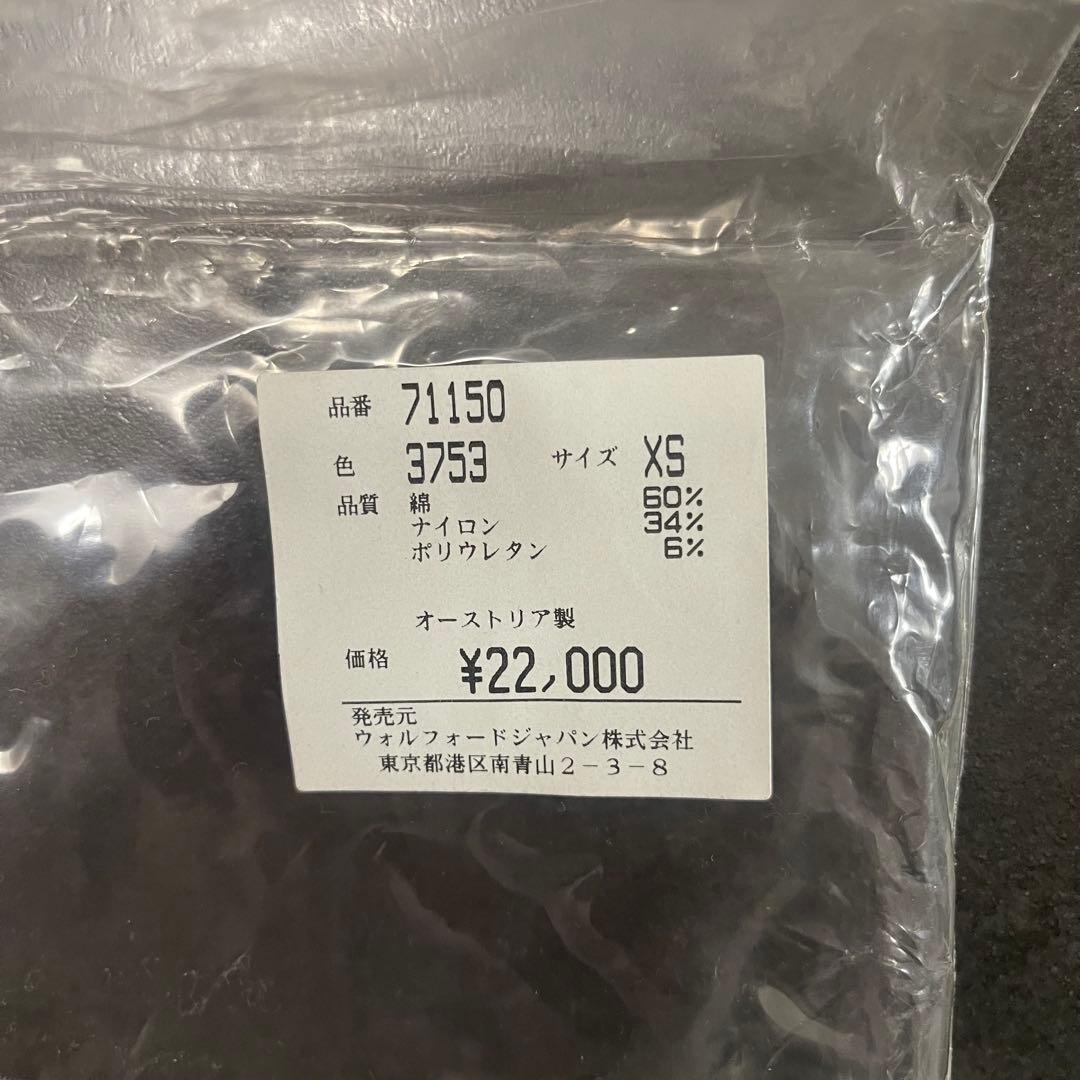 品番 71150
色 3753 サイズ XS
品質 綿 60%
ナイロン 34%
ポリウレタン 6%
オーストリア製
価格 ¥22,000
発売元
ウォルフォードジャパン株式会社
東京都港区南青山2-3-8